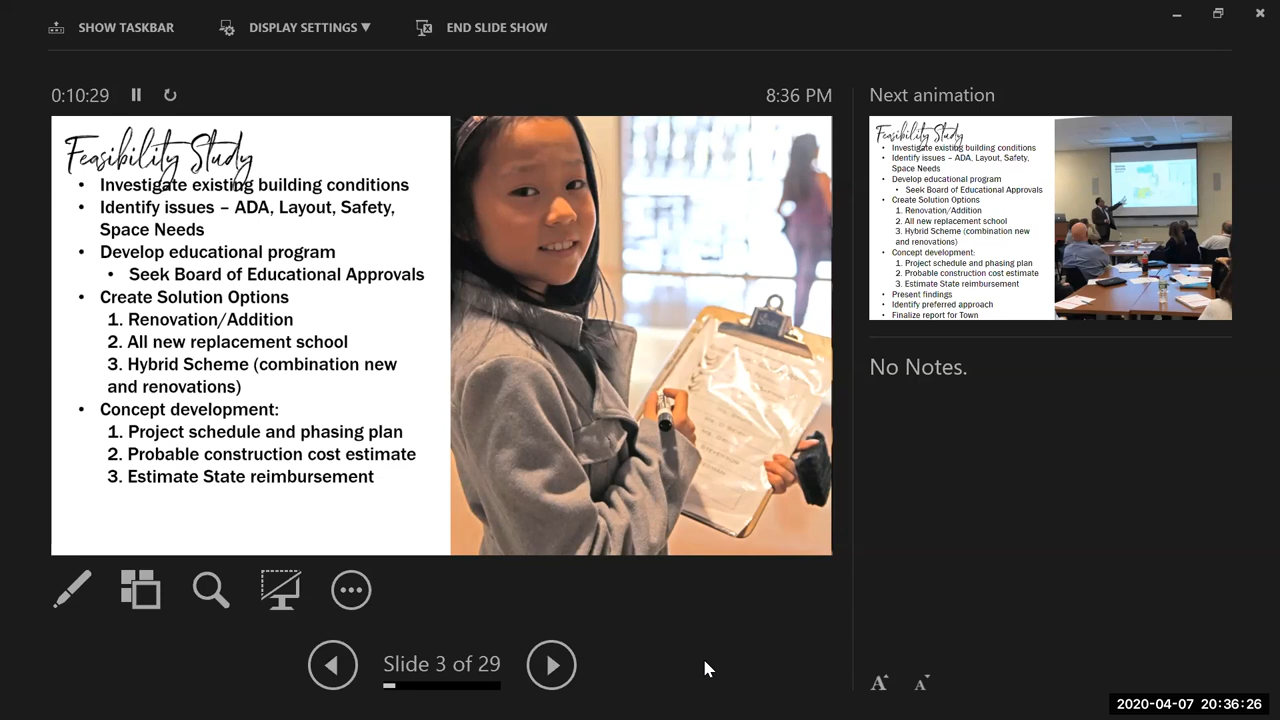 SHOW TASKBAR
DISPLAY SETTINGS ▼
END SLIDE SHOW
0:10:29
8:36 PM
Feasibility Study
• Investigate existing building conditions
• Identify issues – ADA, Layout, Safety,
Space Needs
• Develop educational program
• Seek Board of Educational Approvals
• Create Solution Options
1. Renovation/Addition
2. All new replacement school
3. Hybrid Scheme (combination new
and renovations)
• Concept development:
1. Project schedule and phasing plan
2. Probable construction cost estimate
3. Estimate State reimbursement
Slide 3 of 29
Next animation
Feasibility Study
• Investigate existing building conditions
• Identify issues – ADA, Layout, Safety,
Space Needs
• Develop educational program
• Seek Board of Educational Approvals
• Create Solution Options
1. Renovation/Addition
2. All new replacement school
3. Hybrid Scheme (combination new
and renovations)
• Concept development:
1. Project schedule and phasing plan
2. Probable construction cost estimate
3. Estimate State reimbursement
• Present findings
• Identify preferred approach
• Finalize report for Town
No Notes.
A A
2020-04-07 20:36:26